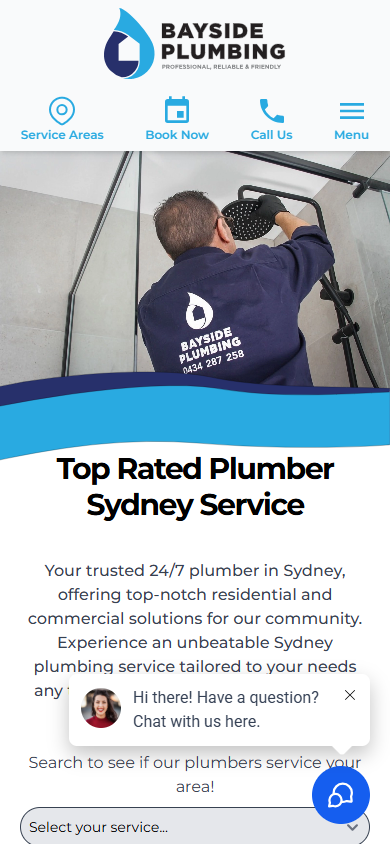 BAYSIDE
PLUMBING
PROFESSIONAL, RELIABLE & FRIENDLY
Service Areas
Book Now
Call Us
Menu
BAYSIDE
PLUMBING
0434 287 258
Top Rated Plumber
Sydney Service
Your trusted 24/7 plumber in Sydney,
offering top-notch residential and
commercial solutions for our community.
Experience an unbeatable Sydney
plumbing service tailored to your needs
any
Hi there! Have a question?
Chat with us here.
Search to see if our plumbers service your
area!
Select your service...